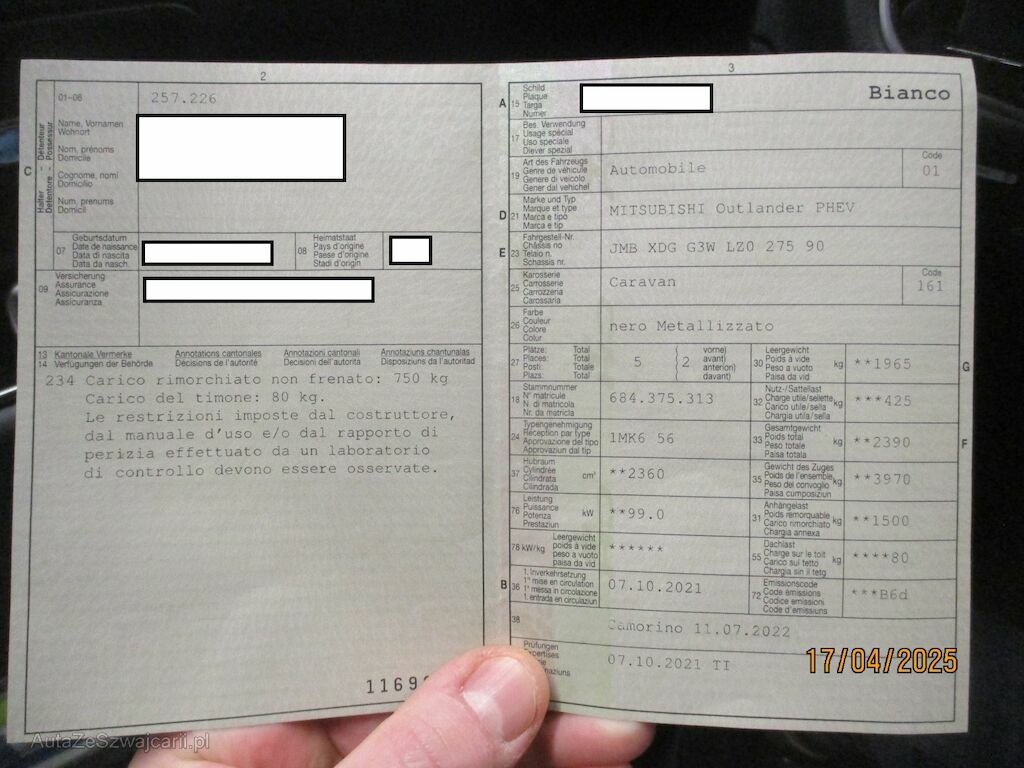 2
01–06
257.226
C
Halter - Détenteur
Detentore - Possessur
Name, Vornamen
Wohnort
Nom, prénoms
Domicile
Cognome, nomi
Domicilio
Num, prenums
Domicil
07
Geburtsdatum
Date de naissance
Data di nascita
Data da nasch.
08
Heimatstaat
Pays d'origine
Paese d'origine
Stadi d'origin
09
Versicherung
Assurance
Assicurazione
Assicuranza
13 Kantonale Vermerke Annotations cantonales Annotazioni cantonali Annotaziuns chantunalas
14 Verfügungen der Behörde Décisions de l'autorité Decisioni dell'autorità Disposiziuns da l'autoritad
234 Carico rimorchiato non frenato: 750 kg
Carico del timone: 80 kg.
Le restrizioni imposte dal costruttore,
dal manuale d'uso e/o dal rapporto di
perizia effettuato da un laboratorio
di controllo devono essere osservate.
1169
3
A
15
Schild
Plaque
Targa
Numer
Bianco
17
Bes. Verwendung
Usage spécial
Uso speciale
Diever spezial
19
Art des Fahrzeugs
Genre de véhicule
Genere di veicolo
Gener dal vehichel
Automobile
Code
01
D
21
Marke und Typ
Marque et type
Marca e tipo
Marca e tip
MITSUBISHI Outlander PHEV
E
23
Fahrgestell-Nr.
Châssis no
Telaio n.
Schassis nr.
JMB XDG G3W LZ0 275 90
25
Karosserie
Carrosserie
Carrozzeria
Carossaria
Caravan
Code
161
26
Farbe
Couleur
Colore
Colur
nero Metallizzato
27
Plätze: Total
Places: Total
Posti: Totale
Plazs: Total
5
2
vorne)
avant)
anteriori)
davant)
30
Leergewicht
Poids à vide
Peso a vuoto
Paisa da vid
kg
**1965
G
18
Stammnummer
N° matricule
N. di matricola
Nr. da matricla
684.375.313
32
Nutz-/Sattellast
Charge utile/sellette
Carico utile/sella
Chargia utila/sella
kg
***425
24
Typengenehmigung
Réception par type
Approvazione del tipo
Approvaziun dal tip
1MK6 56
33
Gesamtgewicht
Poids total
Peso totale
Paisa totala
kg
**2390
F
37
Hubraum
Cylindrée
Cilindrata
Cilindrada
cm³
**2360
35
Gewicht des Zuges
Poids de l'ensemble
Peso del convoglio
Paisa cumposiziun
kg
**3970
76
Leistung
Puissance
Potenza
Prestaziun
kW
**99.0
31
Anhängelast
Poids remorquable
Carico rimorchiato
Chargia annexa
kg
**1500
78 kW/kg
Leergewicht
poids à vide
peso a vuoto
paisa da vid
******
55
Dachlast
Charge sur le toit
Carico sul tetto
Chargia sin il tetg
kg
****80
B
36
1. Inverkehrsetzung
1re mise en circulation
1a messa in circolazione
1. entrada en circulaziun
07.10.2021
72
Emissionscode
Code émissions
Codice emissioni
Code d'emissiuns
***B6d
38
Camorino 11.07.2022
Prüfungen
07.10.2021 TI
17/04/2025
AutaZeSzwajcarii.pl